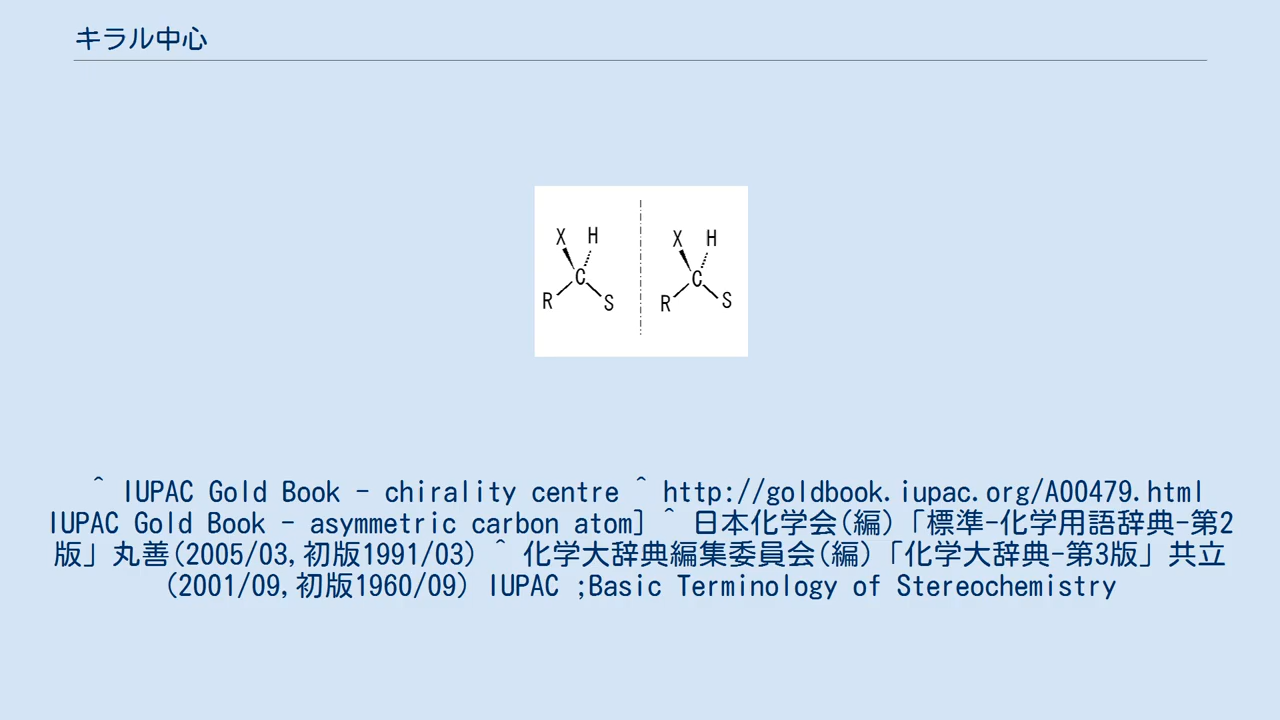 キラル中心
X H X H
C C
R S R S
^ IUPAC Gold Book - chirality centre ^ http://goldbook.iupac.org/A00479.html
IUPAC Gold Book - asymmetric carbon atom] ^ 日本化学会(編)「標準-化学用語辞典-第2
版」丸善(2005/03,初版1991/03) ^ 化学大辞典編集委員会(編)「化学大辞典-第3版」共立
(2001/09,初版1960/09) IUPAC ;Basic Terminology of Stereochemistry